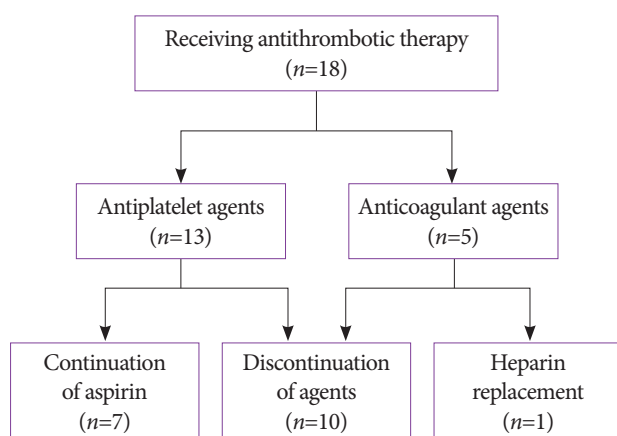 Receiving antithrombotic therapy
(n=18)
Antiplatelet agents
(n=13)
Anticoagulant agents
(n=5)
Continuation
of aspirin
(n=7)
Discontinuation
of agents
(n=10)
Heparin
replacement
(n=1)